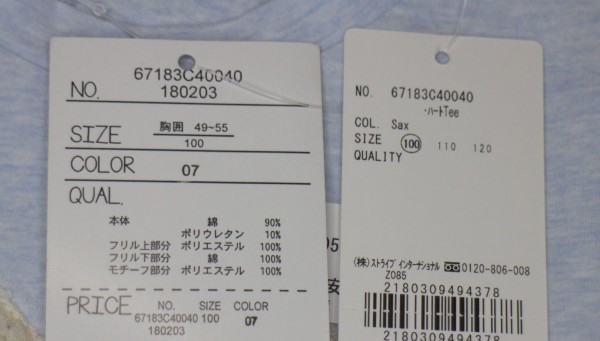 67183C40040
NO. 180203
SIZE 胸囲 49~55
100
COLOR 07
QUAL.
本体 綿 90%
ポリウレタン 10%
フリル上部分 ポリエステル 100%
フリル下部分 綿 100%
モチーフ部分 ポリエステル 100%
PRICE NO. SIZE COLOR
67183C40040 100 07
180203
NO. 67183C40040
・ハートTee
COL. Sax
SIZE 100 110 120
QUALITY
(株)ストライプ インターナショナル 0120-806-008
Z085
2180309494378
2180309494378